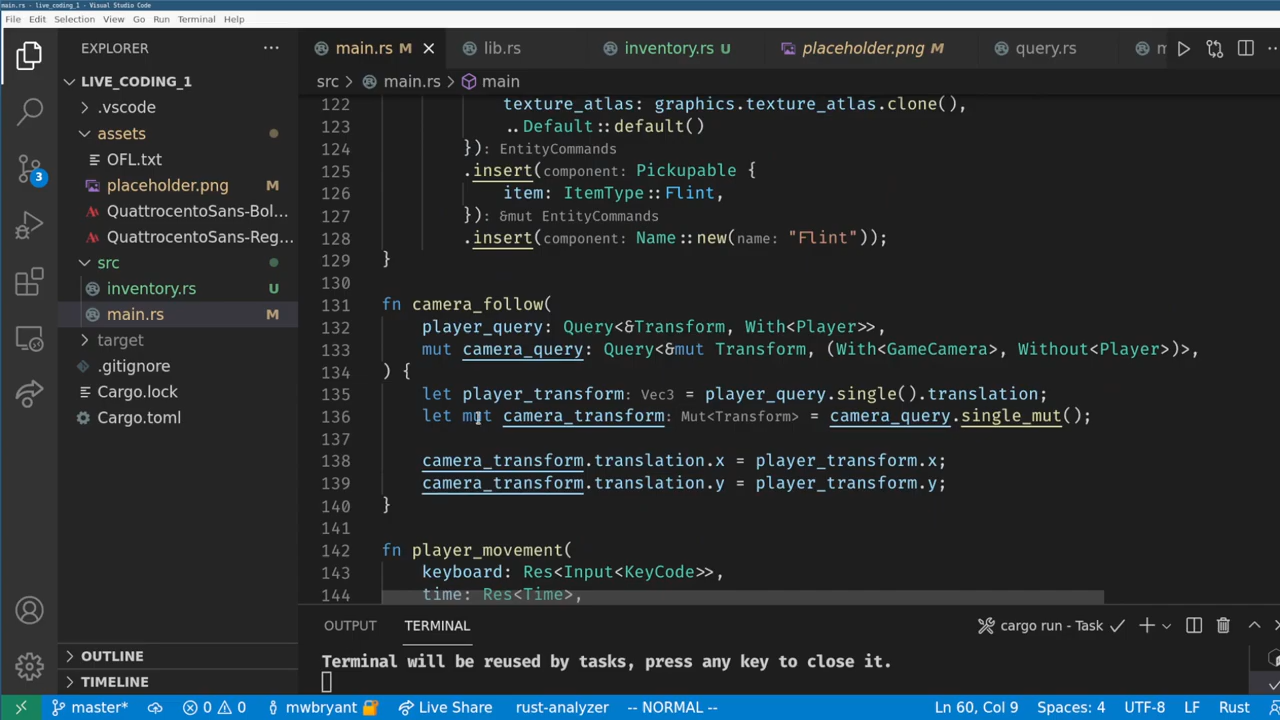 main.rs - live_coding_1 - Visual Studio Code
File Edit Selection View Go Run Terminal Help
EXPLORER ···
LIVE_CODING_1
.vscode
assets
OFL.txt
placeholder.png M
QuattrocentoSans-Bol...
QuattrocentoSans-Reg...
src
inventory.rs U
main.rs M
target
.gitignore
Cargo.lock
Cargo.toml
OUTLINE
TIMELINE
3
main.rs M lib.rs inventory.rs U placeholder.png M query.rs
src > main.rs > main
122 texture_atlas: graphics.texture_atlas.clone(),
123 ..Default::default()
124 }): EntityCommands
125 .insert(component: Pickupable {
126 item: ItemType::Flint,
127 }): &mut EntityCommands
128 .insert(component: Name::new(name: "Flint"));
129 }
130
131 fn camera_follow(
132 player_query: Query<&Transform, With<Player>>,
133 mut camera_query: Query<&mut Transform, (With<GameCamera>, Without<Player>)>,
134 ) {
135 let player_transform: Vec3 = player_query.single().translation;
136 let mut camera_transform: Mut<Transform> = camera_query.single_mut();
137
138 camera_transform.translation.x = player_transform.x;
139 camera_transform.translation.y = player_transform.y;
140 }
141
142 fn player_movement(
143 keyboard: Res<Input<KeyCode>>,
144 time: Res<Time>,
OUTPUT TERMINAL cargo run - Task
Terminal will be reused by tasks, press any key to close it.
master* 0 0 mwbryant Live Share rust-analyzer -- NORMAL -- Ln 60, Col 9 Spaces: 4 UTF-8 LF Rust